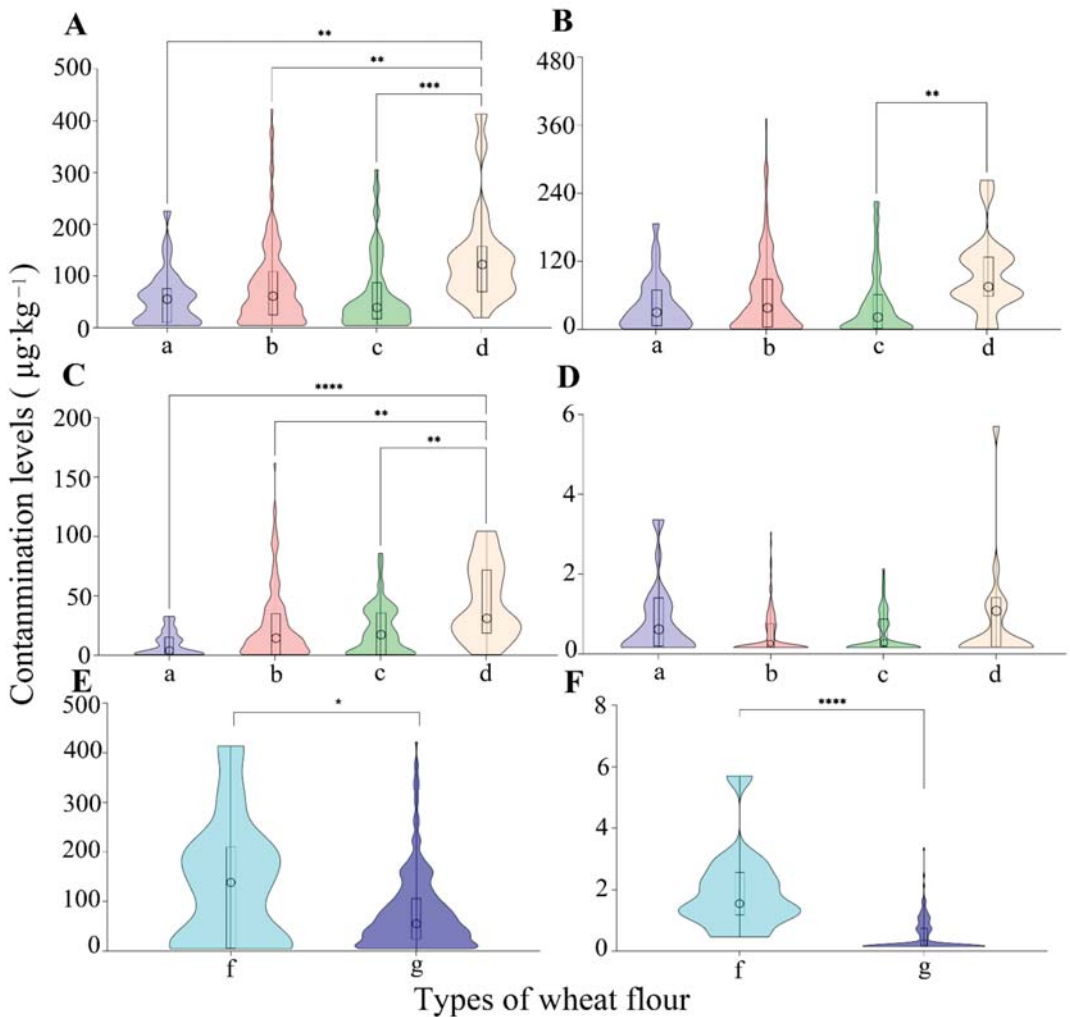 A
B
500
400
300
200
100
0
**
**
***
a
b
c
d
480
360
240
120
0
**
a
b
c
d
Contanmination levels ( μg·kg⁻¹ )
C
D
200
150
100
50
0
****
**
**
a
b
c
d
6
4
2
0
a
b
c
d
E
F
500
400
300
200
100
0
*
f
g
8
6
4
2
0
****
f
g
Types of wheat flour